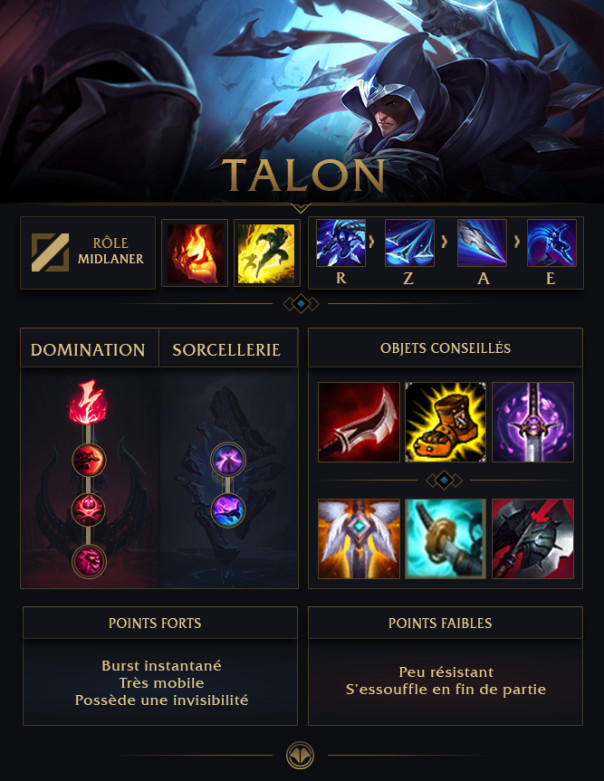 TALON
RÔLE
MIDLANER
R
Z
A
E
DOMINATION
SORCELLERIE
OBJETS CONSEILLÉS
POINTS FORTS
Burst instantané
Très mobile
Possède une invisibilité
POINTS FAIBLES
Peu résistant
S'essouffle en fin de partie